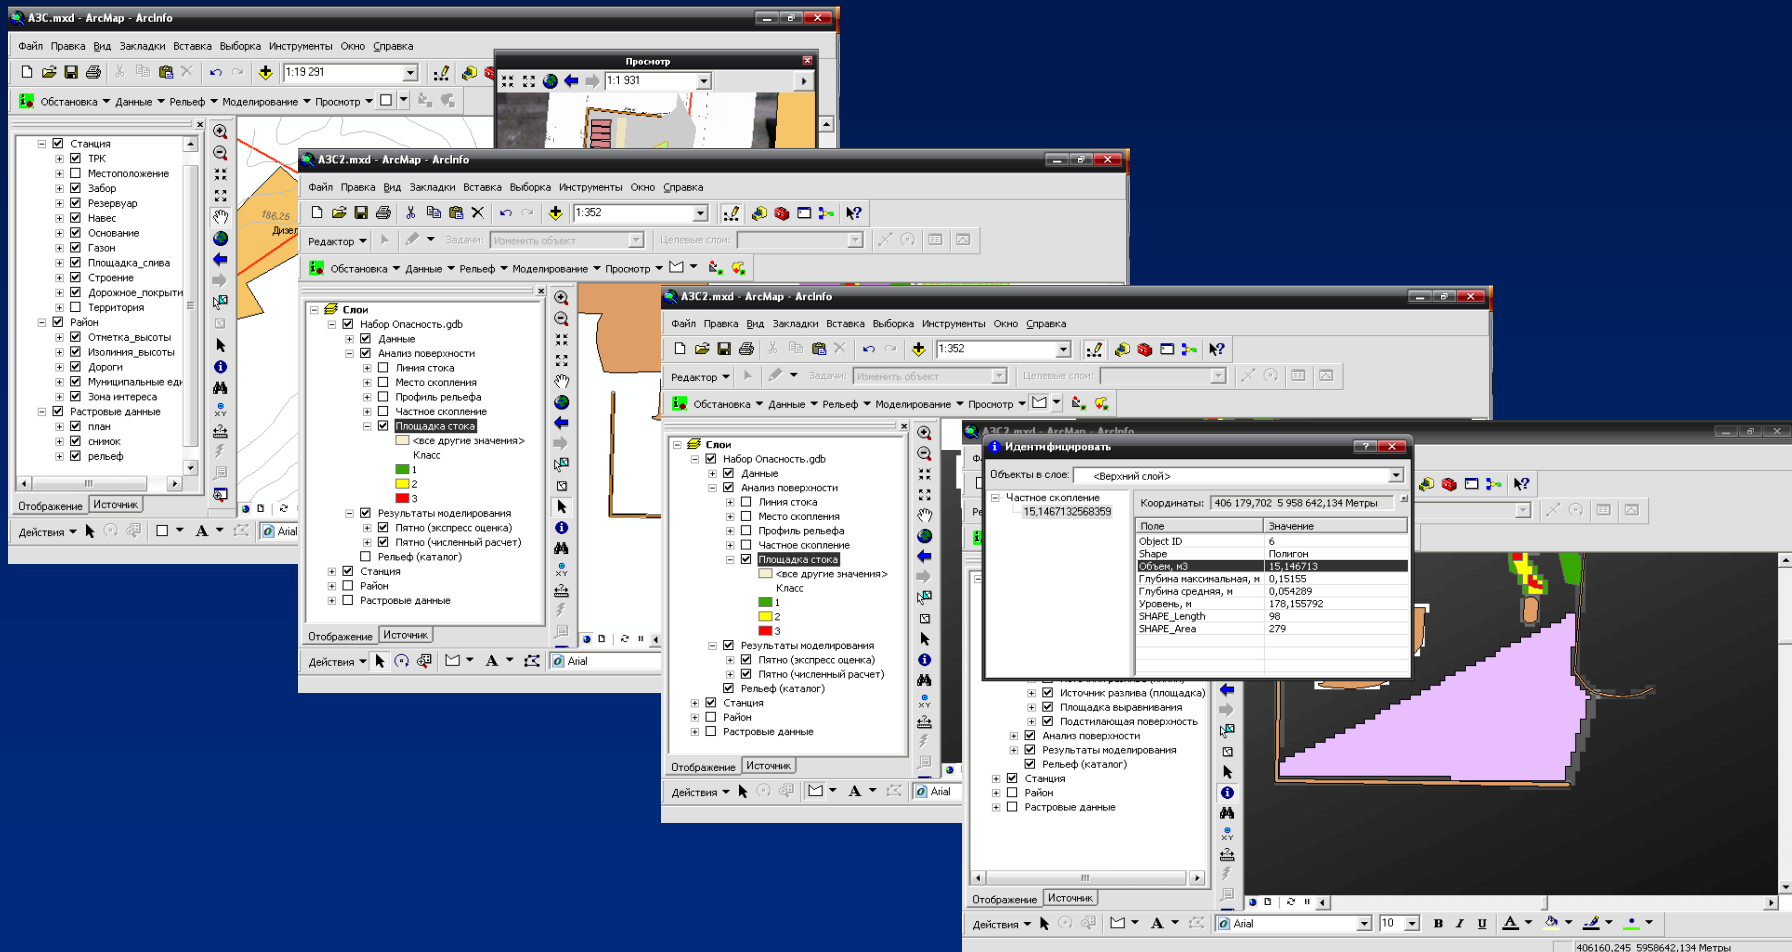 АЗС.mxd - ArcMap - ArcInfo
Файл Правка Вид Закладки Вставка Выборка Инструменты Окно Справка
1:19 291
Обстановка Данные Рельеф Моделирование Просмотр
Просмотр
1:1 931
Станция
ТРК
Местоположение
Забор
Резервуар
Навес
Основание
Газон
Площадка_слива
Строение
Дорожное_покрыти
Территория
Район
Отметка_высоты
Изолиния_высоты
Дороги
Муниципальные еди
Зона интереса
Растровые данные
план
снимок
рельеф
Отображение Источник
Действия A Arial
186.26
Дизел
АЗС2.mxd - ArcMap - ArcInfo
Файл Правка Вид Закладки Вставка Выборка Инструменты Окно Справка
1:352
Редактор Задачи: Изменить объект Целевые слои:
Обстановка Данные Рельеф Моделирование Просмотр
Слои
Набор Опасность.gdb
Данные
Анализ поверхности
Линия стока
Место скопления
Профиль рельефа
Частное скопление
Площадка стока
<все другие значения>
Класс
1
2
3
Результаты моделирования
Пятно (экспресс оценка)
Пятно (численный расчет)
Рельеф (каталог)
Станция
Район
Растровые данные
Отображение Источник
Действия A Arial
АЗС2.mxd - ArcMap - ArcInfo
Файл Правка Вид Закладки Вставка Выборка Инструменты Окно Справка
1:352
Редактор Задачи: Изменить объект Целевые слои:
Обстановка Данные Рельеф Моделирование Просмотр
Слои
Набор Опасность.gdb
Данные
Анализ поверхности
Линия стока
Место скопления
Профиль рельефа
Частное скопление
Площадка стока
<все другие значения>
Класс
1
2
3
Результаты моделирования
Пятно (экспресс оценка)
Пятно (численный расчет)
Рельеф (каталог)
Станция
Район
Растровые данные
Отображение Источник
Действия A Arial
АЗС2.mxd - ArcMap - ArcInfo
Идентифицировать
Объекты в слое: <Верхний слой>
Частное скопление
15,1467132568359
Координаты: 406 179,702 5 958 642,134 Метры
Поле Значение
Object ID 6
Shape Полигон
Объем, м3 15,146713
Глубина максимальная, м 0,15155
Глубина средняя, м 0,054289
Уровень, м 178,155792
SHAPE_Length 98
SHAPE_Area 279
Источник разлива (площадка)
Площадка выравнивания
Подстилающая поверхность
Анализ поверхности
Результаты моделирования
Рельеф (каталог)
Станция
Район
Растровые данные
Отображение Источник
Действия A Arial 10 B I U A
406160,245 5958642,134 Метры